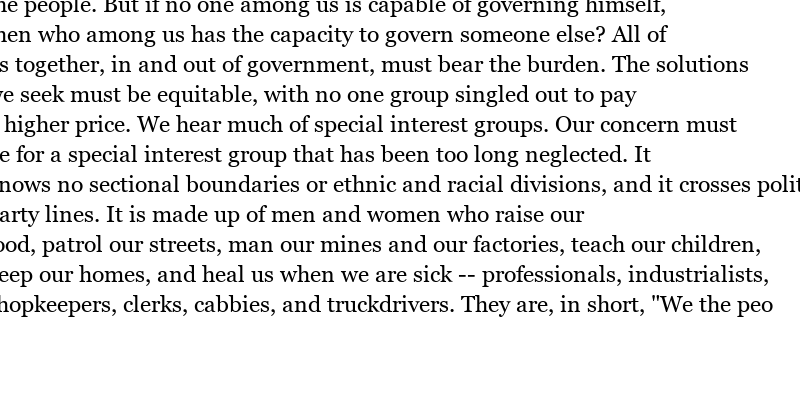 he people. But if no one among us is capable of governing himself,
hen who among us has the capacity to govern someone else? All of
s together, in and out of government, must bear the burden. The solutions
we seek must be equitable, with no one group singled out to pay
higher price. We hear much of special interest groups. Our concern must
e for a special interest group that has been too long neglected. It
nows no sectional boundaries or ethnic and racial divisions, and it crosses polit
arty lines. It is made up of men and women who raise our
ood, patrol our streets, man our mines and our factories, teach our children,
eep our homes, and heal us when we are sick -- professionals, industrialists,
hopkeepers, clerks, cabbies, and truckdrivers. They are, in short, "We the peo